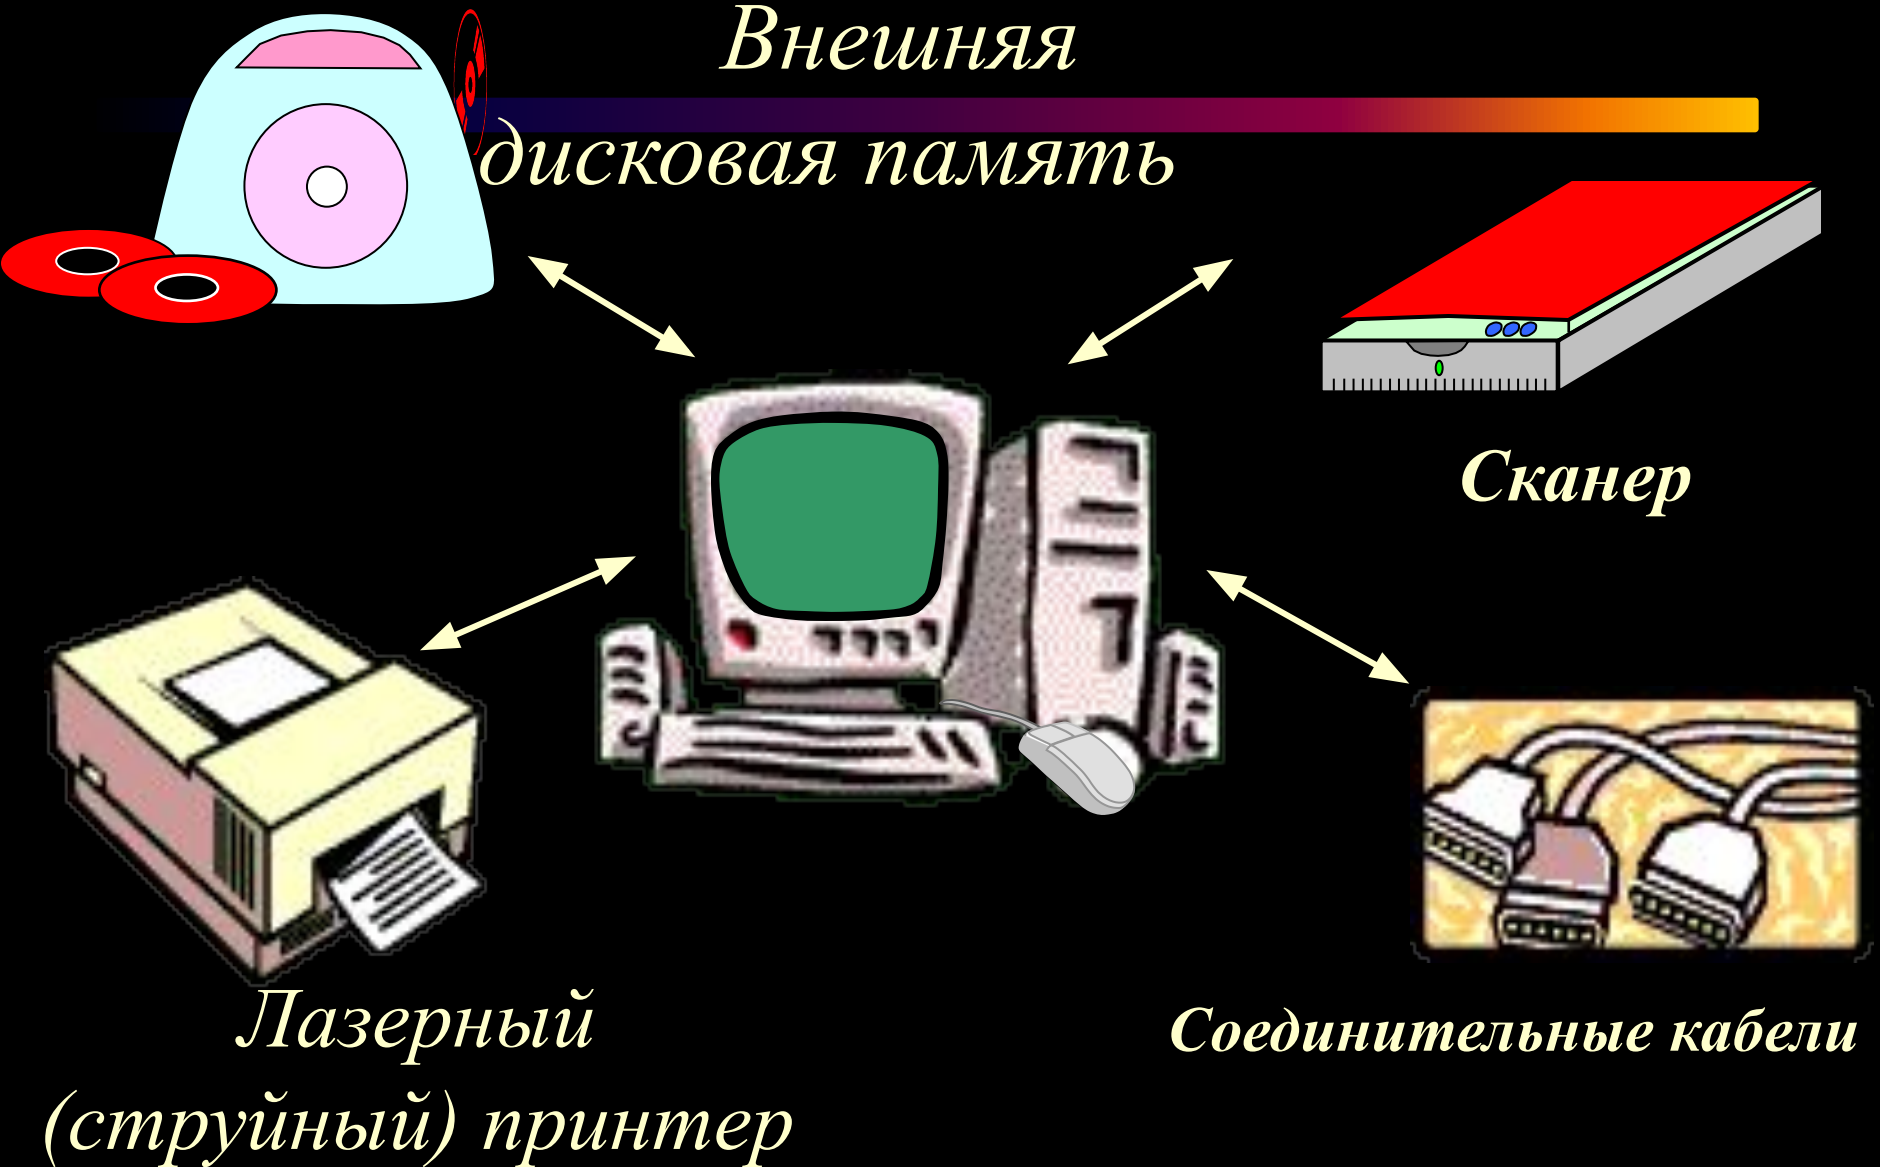 Внешняя
дисковая память
Сканер
Лазерный
(струйный) принтер
Соединительные кабели